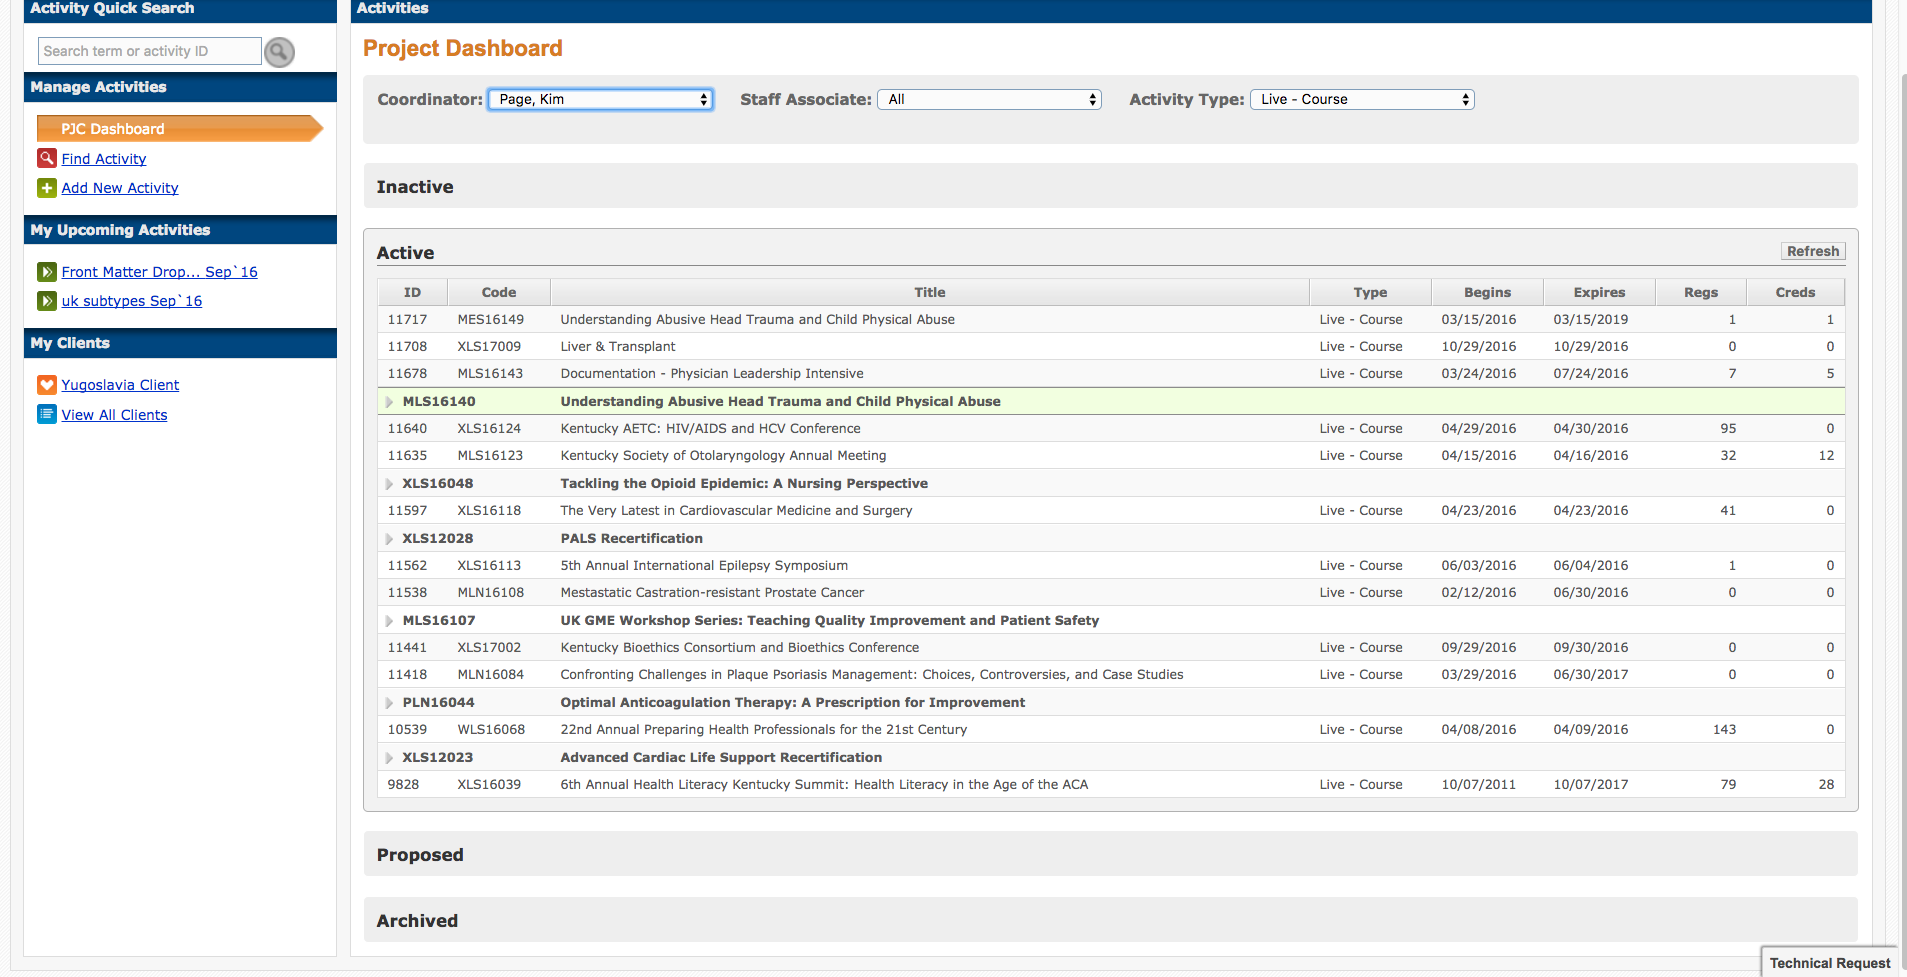 Activity Quick Search
Search term or activity ID
Manage Activities
PJC Dashboard
Find Activity
Add New Activity
My Upcoming Activities
Front Matter Drop... Sep`16
uk subtypes Sep`16
My Clients
Yugoslavia Client
View All Clients
Activities
Project Dashboard
Coordinator: Page, Kim Staff Associate: All Activity Type: Live - Course
Inactive
Active Refresh
ID Code Title Type Begins Expires Regs Creds
11717 MES16149 Understanding Abusive Head Trauma and Child Physical Abuse Live - Course 03/15/2016 03/15/2019 1 1
11708 XLS17009 Liver & Transplant Live - Course 10/29/2016 10/29/2016 0 0
11678 MLS16143 Documentation - Physician Leadership Intensive Live - Course 03/24/2016 07/24/2016 7 5
MLS16140 Understanding Abusive Head Trauma and Child Physical Abuse
11640 XLS16124 Kentucky AETC: HIV/AIDS and HCV Conference Live - Course 04/29/2016 04/30/2016 95 0
11635 MLS16123 Kentucky Society of Otolaryngology Annual Meeting Live - Course 04/15/2016 04/16/2016 32 12
XLS16048 Tackling the Opioid Epidemic: A Nursing Perspective
11597 XLS16118 The Very Latest in Cardiovascular Medicine and Surgery Live - Course 04/23/2016 04/23/2016 41 0
XLS12028 PALS Recertification
11562 XLS16113 5th Annual International Epilepsy Symposium Live - Course 06/03/2016 06/04/2016 1 0
11538 MLN16108 Mestastatic Castration-resistant Prostate Cancer Live - Course 02/12/2016 06/30/2016 0 0
MLS16107 UK GME Workshop Series: Teaching Quality Improvement and Patient Safety
11441 XLS17002 Kentucky Bioethics Consortium and Bioethics Conference Live - Course 09/29/2016 09/30/2016 0 0
11418 MLN16084 Confronting Challenges in Plaque Psoriasis Management: Choices, Controversies, and Case Studies Live - Course 03/29/2016 06/30/2017 0 0
PLN16044 Optimal Anticoagulation Therapy: A Prescription for Improvement
10539 WLS16068 22nd Annual Preparing Health Professionals for the 21st Century Live - Course 04/08/2016 04/09/2016 143 0
XLS12023 Advanced Cardiac Life Support Recertification
9828 XLS16039 6th Annual Health Literacy Kentucky Summit: Health Literacy in the Age of the ACA Live - Course 10/07/2011 10/07/2017 79 28
Proposed
Archived
Technical Request